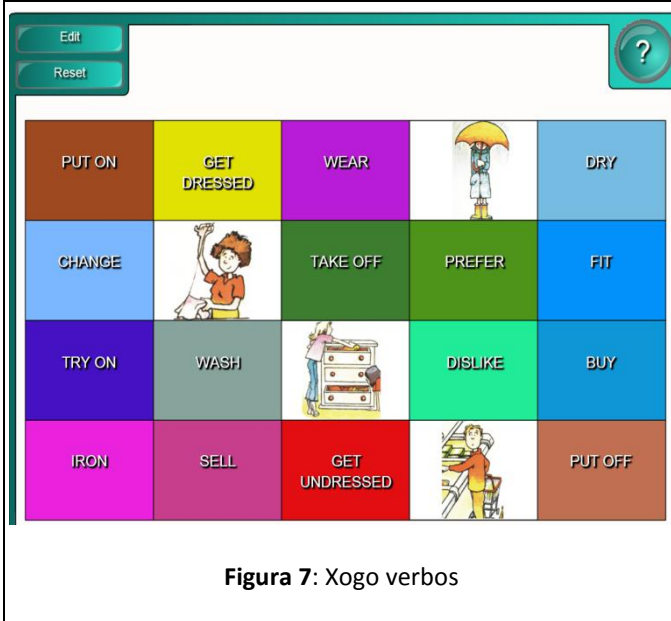 Edit
?
Reset
PUT ON
GET
DRESSED
WEAR
DRY
CHANGE
TAKE OFF
PREFER
FIT
TRY ON
WASH
DISLIKE
BUY
IRON
SELL
GET
UNDRESSED
PUT OFF
Figura 7: Xogo verbos